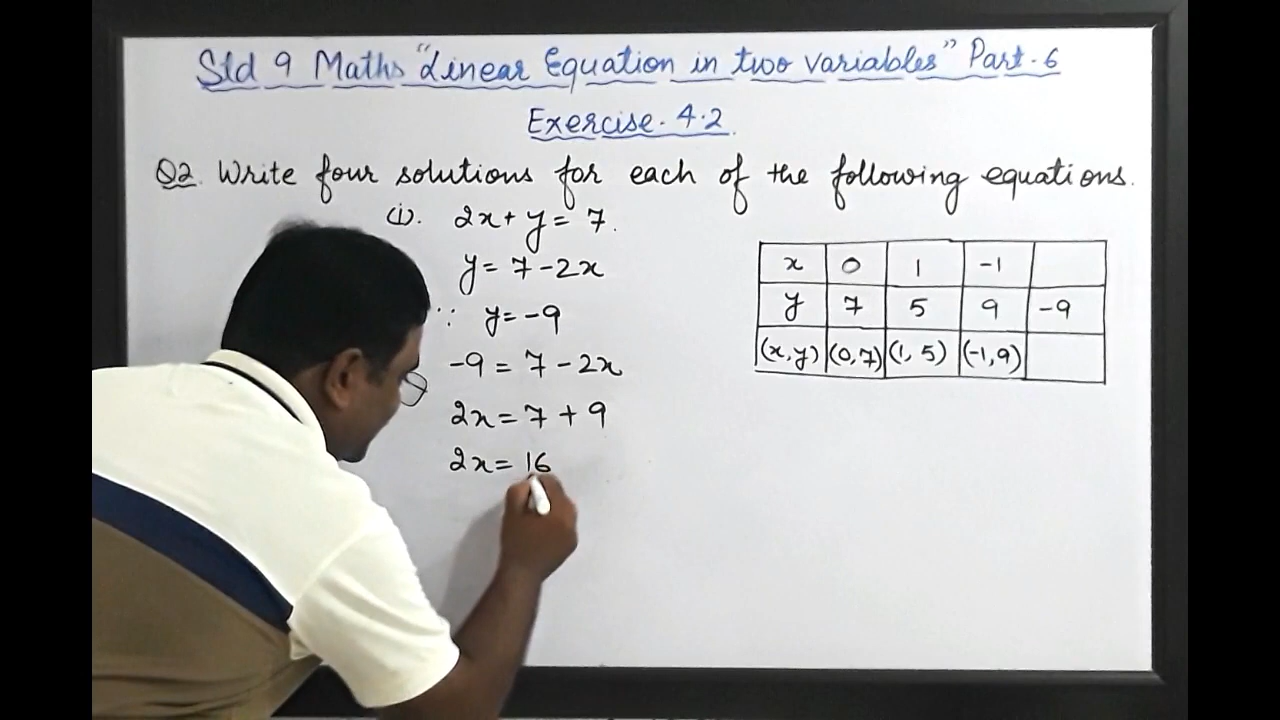 Std 9 Maths "Linear Equation in two variables" Part.6
Exercise.4.2.
Q2. Write four solutions for each of the following equations.
(i). 2x + y = 7.
y = 7 - 2x
∵ y = -9
-9 = 7 - 2x
2x = 7 + 9
2x = 16
x 0 1 -1
y 7 5 9 -9
(x,y) (0,7) (1,5) (-1,9)